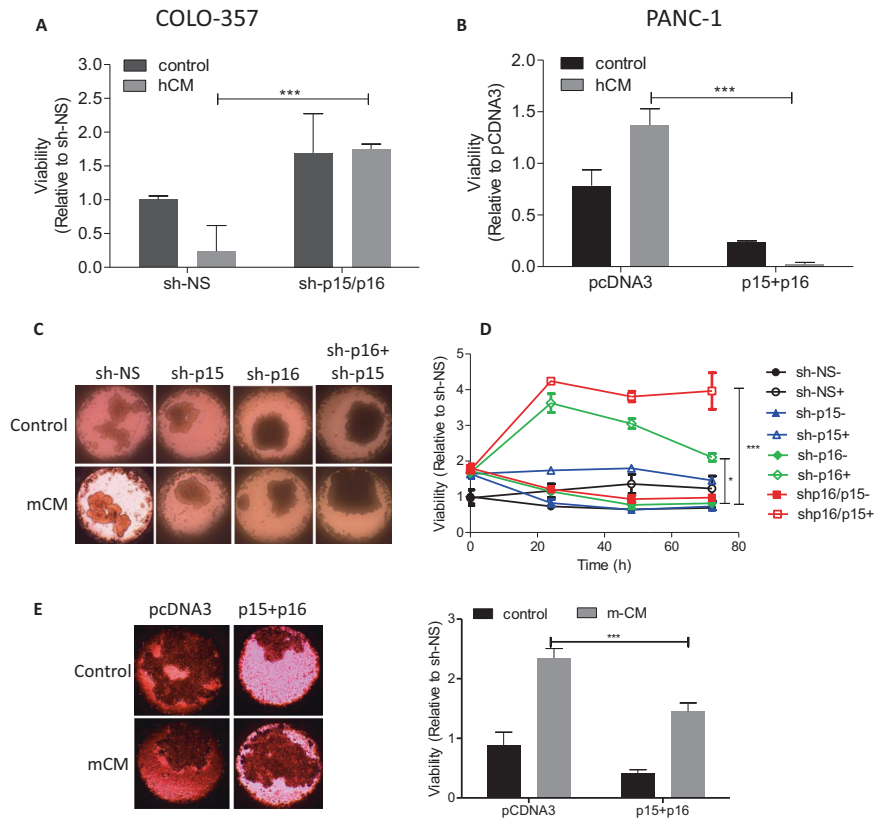 COLO-357
PANC-1
A
control
hCM
***
Viability
(Relative to sh-NS)
3.0
2.5
2.0
1.5
1.0
0.5
0.0
sh-NS
sh-p15/p16
B
control
hCM
***
Viability
(Relative to pCDNA3)
2.0
1.5
1.0
0.5
0.0
pcDNA3
p15+p16
C
sh-NS
sh-p15
sh-p16
sh-p16+
sh-p15
Control
mCM
D
Viability (Relative to sh-NS)
5
4
3
2
1
0
0
20
40
60
80
Time (h)
***
*
sh-NS-
sh-NS+
sh-p15-
sh-p15+
sh-p16-
sh-p16+
shp16/p15-
shp16/p15+
E
pcDNA3
p15+p16
Control
mCM
control
m-CM
***
Viability (Relative to sh-NS)
3
2
1
0
pCDNA3
p15+p16